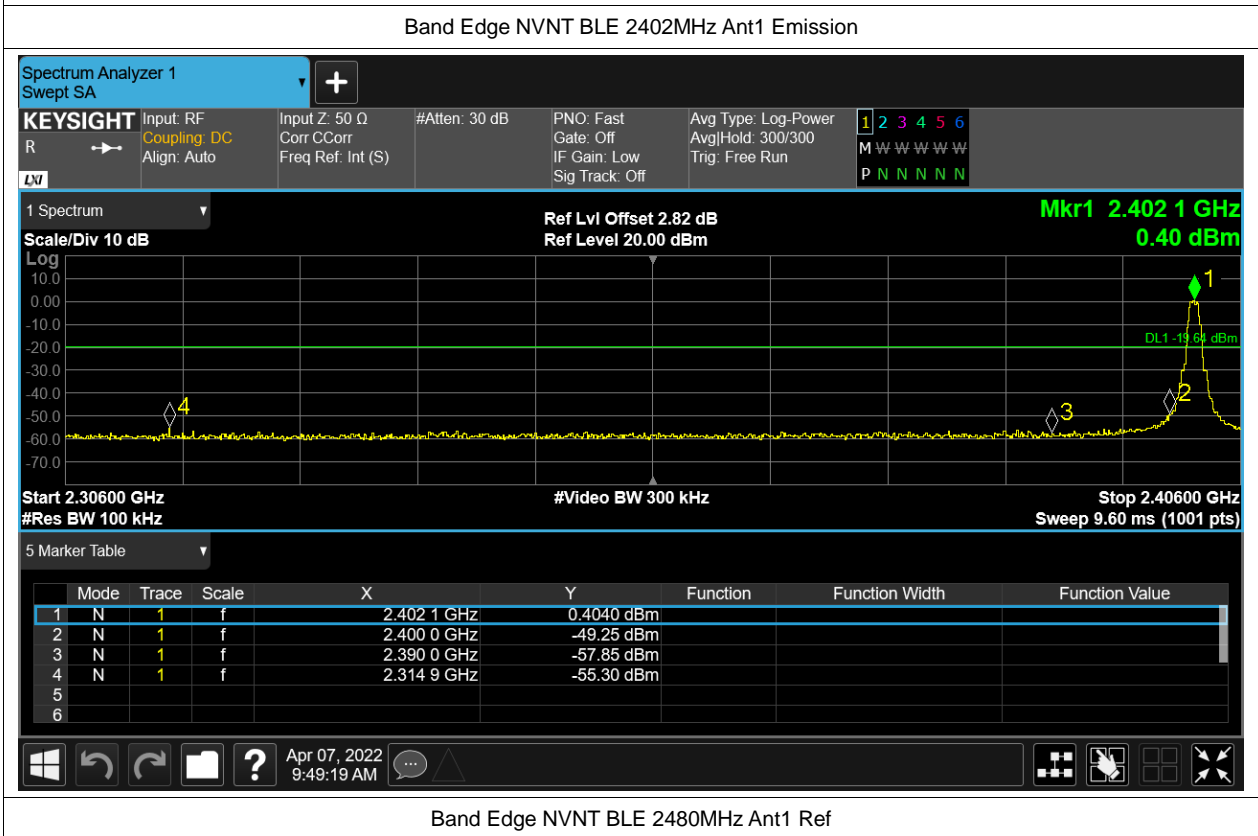 Band Edge NVNT BLE 2402MHz Ant1 Emission
Spectrum Analyzer 1
Swept SA
+
KEYSIGHT
R
LXI
Input: RF
Coupling: DC
Align: Auto
Input Z: 50 Ω
Corr CCorr
Freq Ref: Int (S)
#Atten: 30 dB
PNO: Fast
Gate: Off
IF Gain: Low
Sig Track: Off
Avg Type: Log-Power
Avg|Hold: 300/300
Trig: Free Run
1 2 3 4 5 6
M W W W W W
P N N N N N
1 Spectrum
Scale/Div 10 dB
Ref Lvl Offset 2.82 dB
Ref Level 20.00 dBm
Mkr1 2.402 1 GHz
0.40 dBm
Log
10.0
0.00
-10.0
-20.0
-30.0
-40.0
-50.0
-60.0
-70.0
1
DL1 -19.64 dBm
2
3
4
Start 2.30600 GHz
#Res BW 100 kHz
#Video BW 300 kHz
Stop 2.40600 GHz
Sweep 9.60 ms (1001 pts)
5 Marker Table
Mode Trace Scale X Y Function Function Width Function Value
1 N 1 f 2.402 1 GHz 0.4040 dBm
2 N 1 f 2.400 0 GHz -49.25 dBm
3 N 1 f 2.390 0 GHz -57.85 dBm
4 N 1 f 2.314 9 GHz -55.30 dBm
5
6
?
Apr 07, 2022
9:49:19 AM
Band Edge NVNT BLE 2480MHz Ant1 Ref